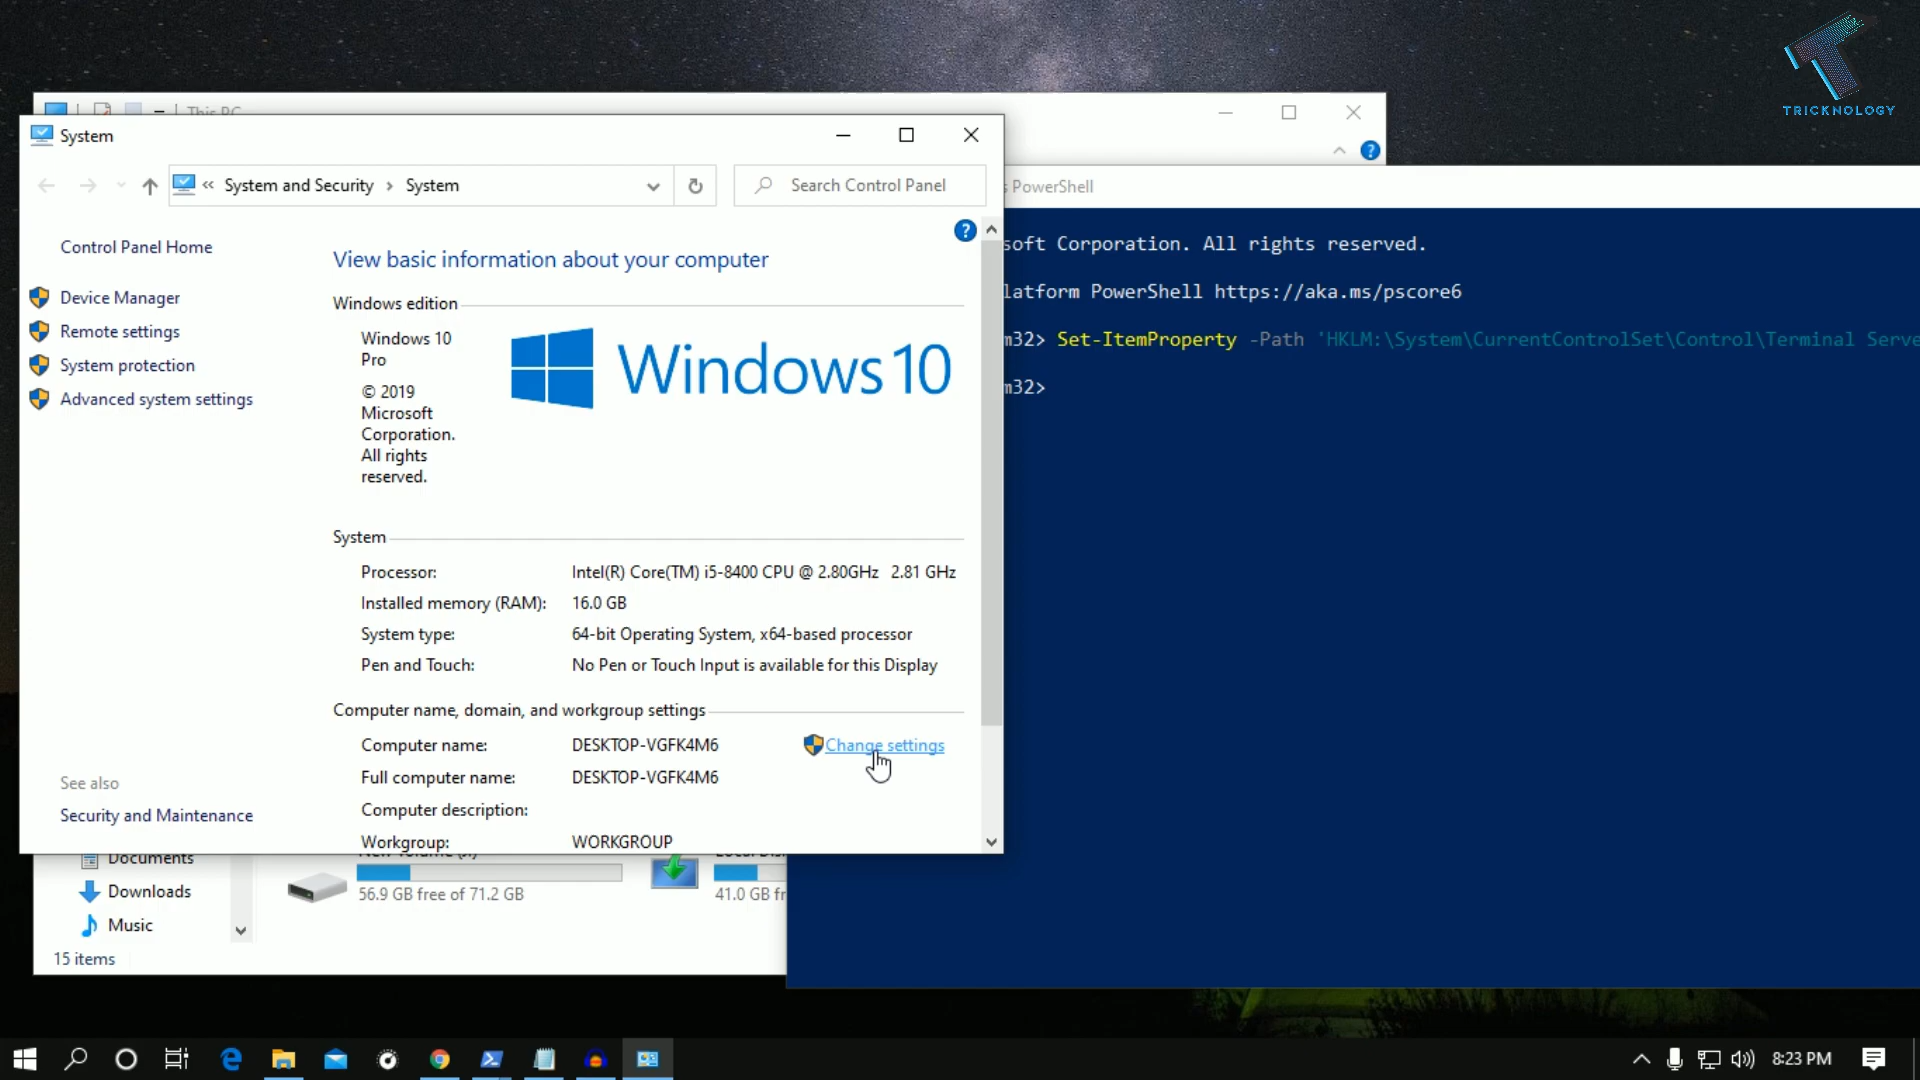 TRICKNOLOGY
This PC
System
System and Security
System
Search Control Panel
Control Panel Home
Device Manager
Remote settings
System protection
Advanced system settings
See also
Security and Maintenance
View basic information about your computer
Windows edition
Windows 10
Pro
© 2019
Microsoft
Corporation.
All rights
reserved.
Windows 10
System
Processor: Intel(R) Core(TM) i5-8400 CPU @ 2.80GHz 2.81 GHz
Installed memory (RAM): 16.0 GB
System type: 64-bit Operating System, x64-based processor
Pen and Touch: No Pen or Touch Input is available for this Display
Computer name, domain, and workgroup settings
Computer name: DESKTOP-VGFK4M6 Change settings
Full computer name: DESKTOP-VGFK4M6
Computer description:
Workgroup: WORKGROUP
s PowerShell
soft Corporation. All rights reserved.
latform PowerShell https://aka.ms/pscore6
m32> Set-ItemProperty -Path 'HKLM:\System\CurrentControlSet\Control\Terminal Serve
m32>
Documents
Downloads
Music
56.9 GB free of 71.2 GB
41.0 GB fr
15 items
8:23 PM